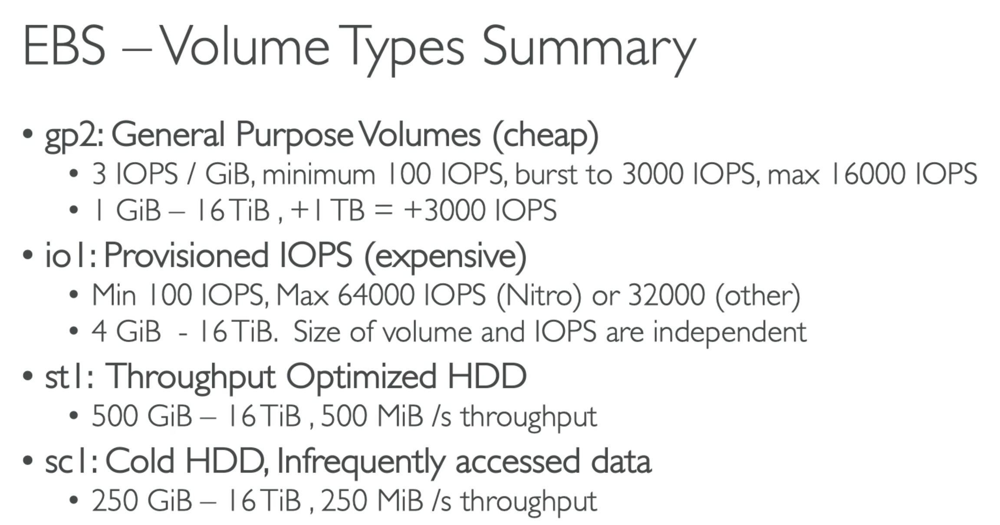 EBS – Volume Types Summary
• gp2: General Purpose Volumes (cheap)
• 3 IOPS / GiB, minimum 100 IOPS, burst to 3000 IOPS, max 16000 IOPS
• 1 GiB – 16 TiB , +1 TB = +3000 IOPS
• io1: Provisioned IOPS (expensive)
• Min 100 IOPS, Max 64000 IOPS (Nitro) or 32000 (other)
• 4 GiB - 16 TiB. Size of volume and IOPS are independent
• st1: Throughput Optimized HDD
• 500 GiB – 16 TiB , 500 MiB /s throughput
• sc1: Cold HDD, Infrequently accessed data
• 250 GiB – 16 TiB , 250 MiB /s throughput